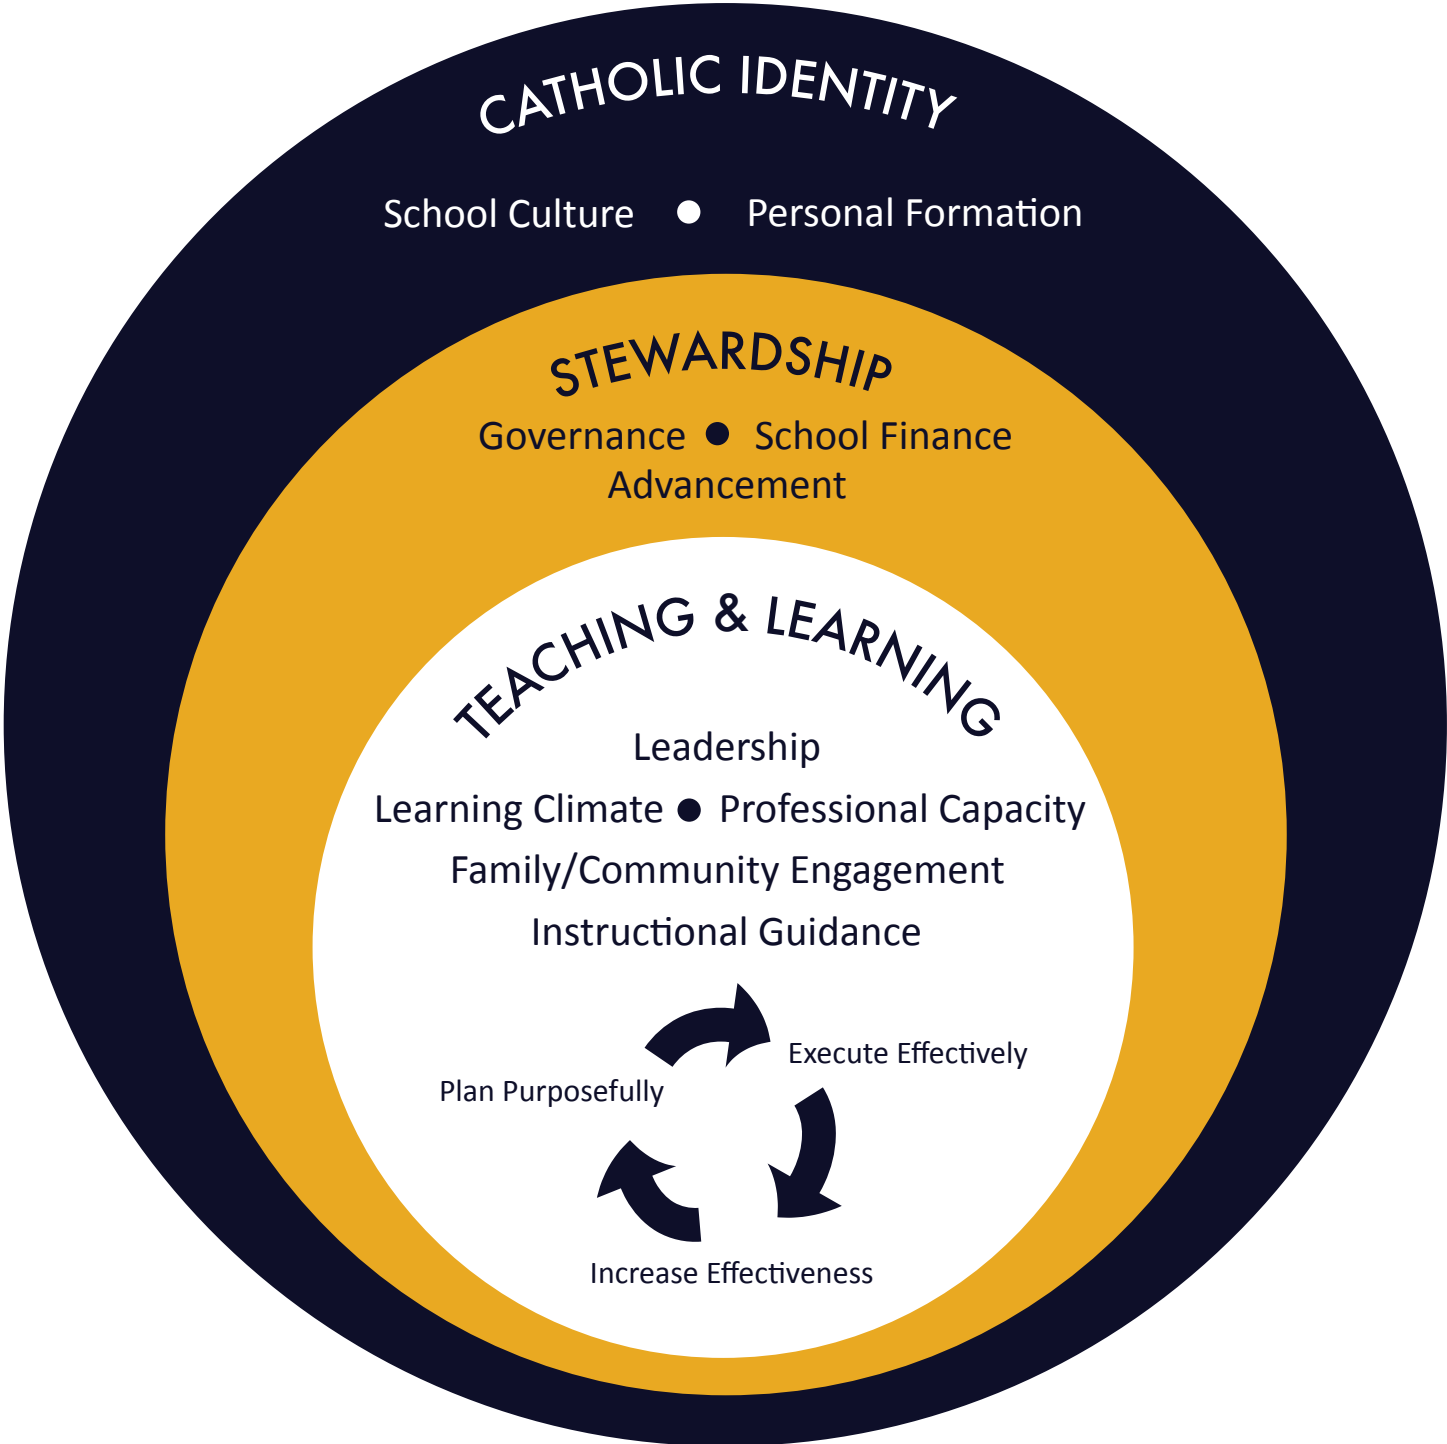 CATHOLIC IDENTITY
School Culture ● Personal Formation
STEWARDSHIP
Governance ● School Finance
Advancement
TEACHING & LEARNING
Leadership
Learning Climate ● Professional Capacity
Family/Community Engagement
Instructional Guidance
Execute Effectively
Plan Purposefully
Increase Effectiveness